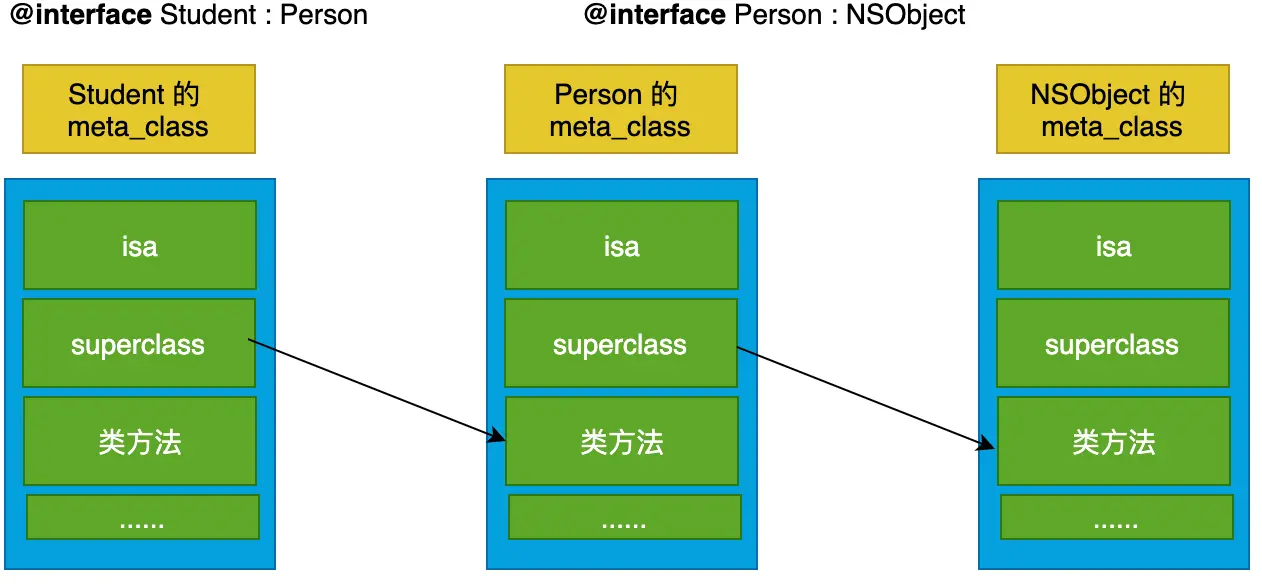 @interface Student : Person
@interface Person : NSObject
Student 的
meta_class
Person 的
meta_class
NSObject 的
meta_class
isa
isa
isa
superclass
superclass
superclass
类方法
类方法
类方法
......
......
......